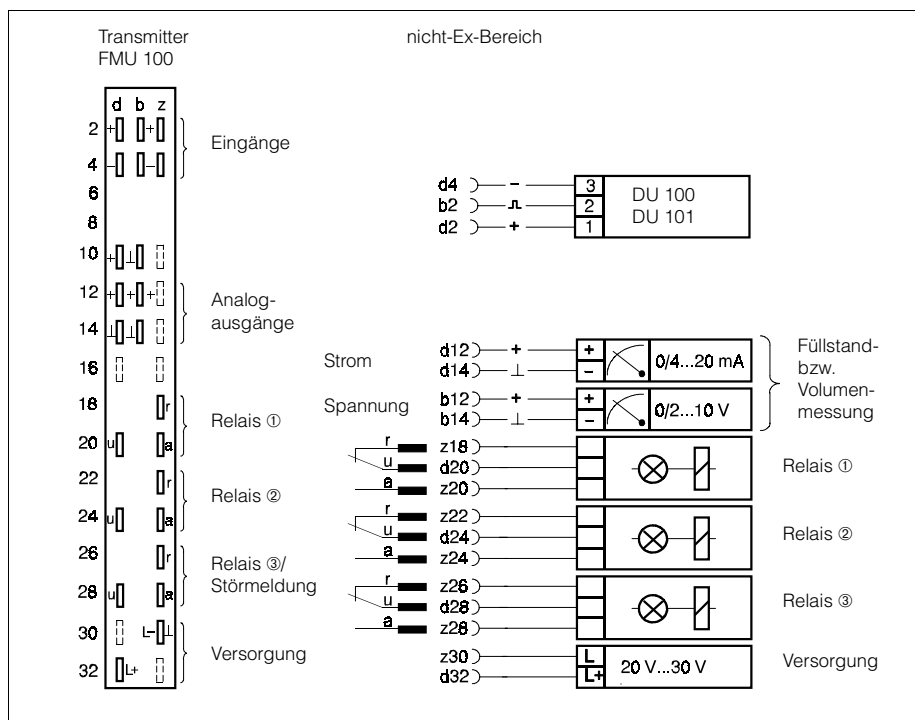 Transmitter
FMU 100
nicht-Ex-Bereich
d b z
2 + +
4 - -
6
8
10 + ⊥
12 + + +
14 ⊥ ⊥
16
18 r
20 u a
22 r
24 u a
26 r
28 u a
30 L- ⊥
32 L+
Eingänge
Analog-
ausgänge
Relais ①
Relais ②
Relais ③/
Störmeldung
Versorgung
d4 - 3
b2 ⎍ 2
d2 + 1
DU 100
DU 101
Strom
d12 + +
d14 ⊥ -
0/4...20 mA
Spannung
b12 + +
b14 ⊥ -
0/2...10 V
Füllstand-
bzw.
Volumen-
messung
r z18
u d20
a z20
Relais ①
r z22
u d24
a z24
Relais ②
r z26
u d28
a z28
Relais ③
z30 L
d32 L+
20 V...30 V
Versorgung